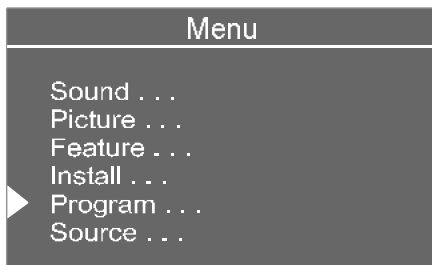 Menu
Sound . . .
Picture . . .
Feature . . .
Install . . .
Program . . .
Source . . .